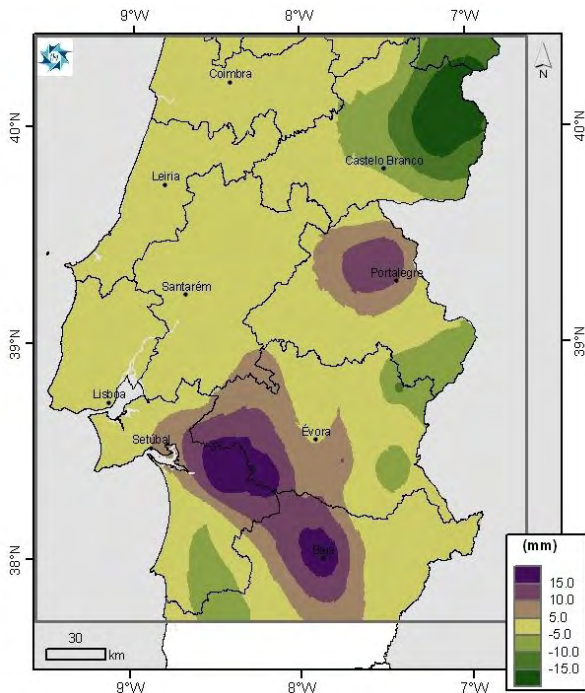 9°W 8°W 7°W
N
Coimbra
40°N 40°N
Castelo Branco
Leiria
Portalegre
Santarém
39°N 39°N
Lisboa
Évora
Setúbal
38°N
Beja
(mm)
15.0
10.0
5.0
-5.0
-10.0
-15.0
30
km
9°W 8°W 7°W